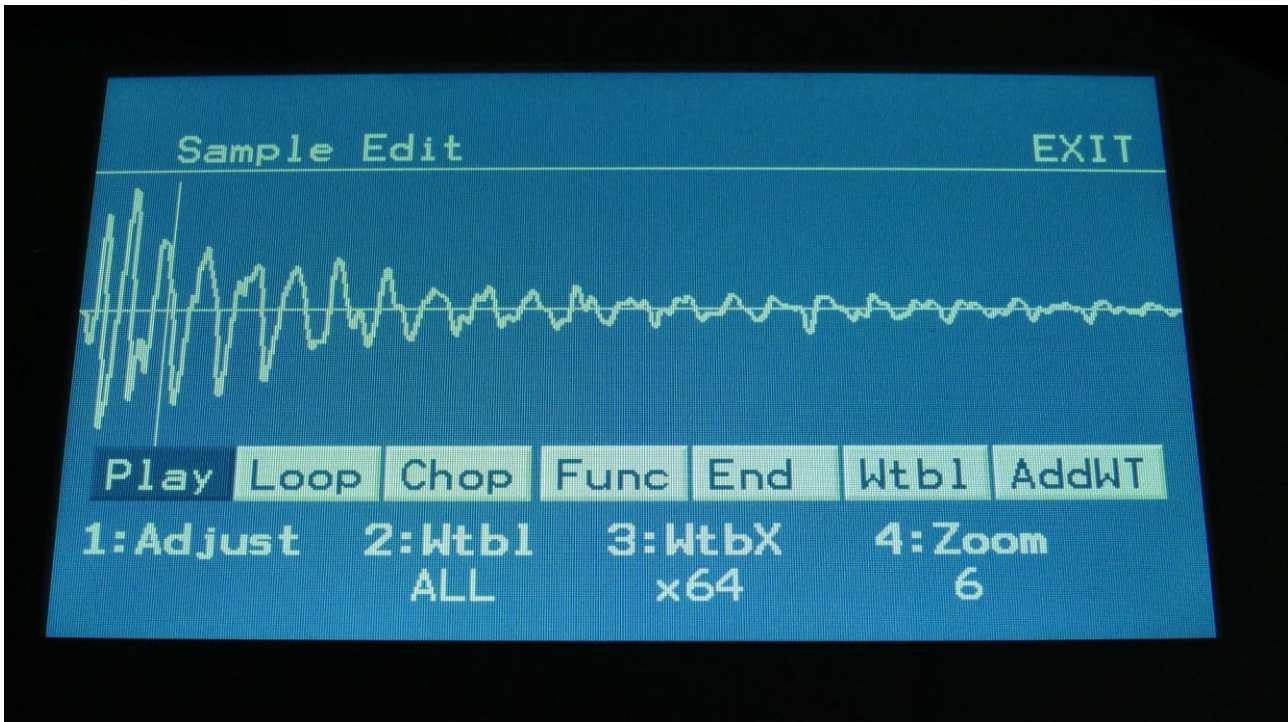 Sample Edit EXIT
Play Loop Chop Func End Wtbl AddWT
1:Adjust 2:Wtbl 3:WtbX 4:Zoom
ALL x64 6